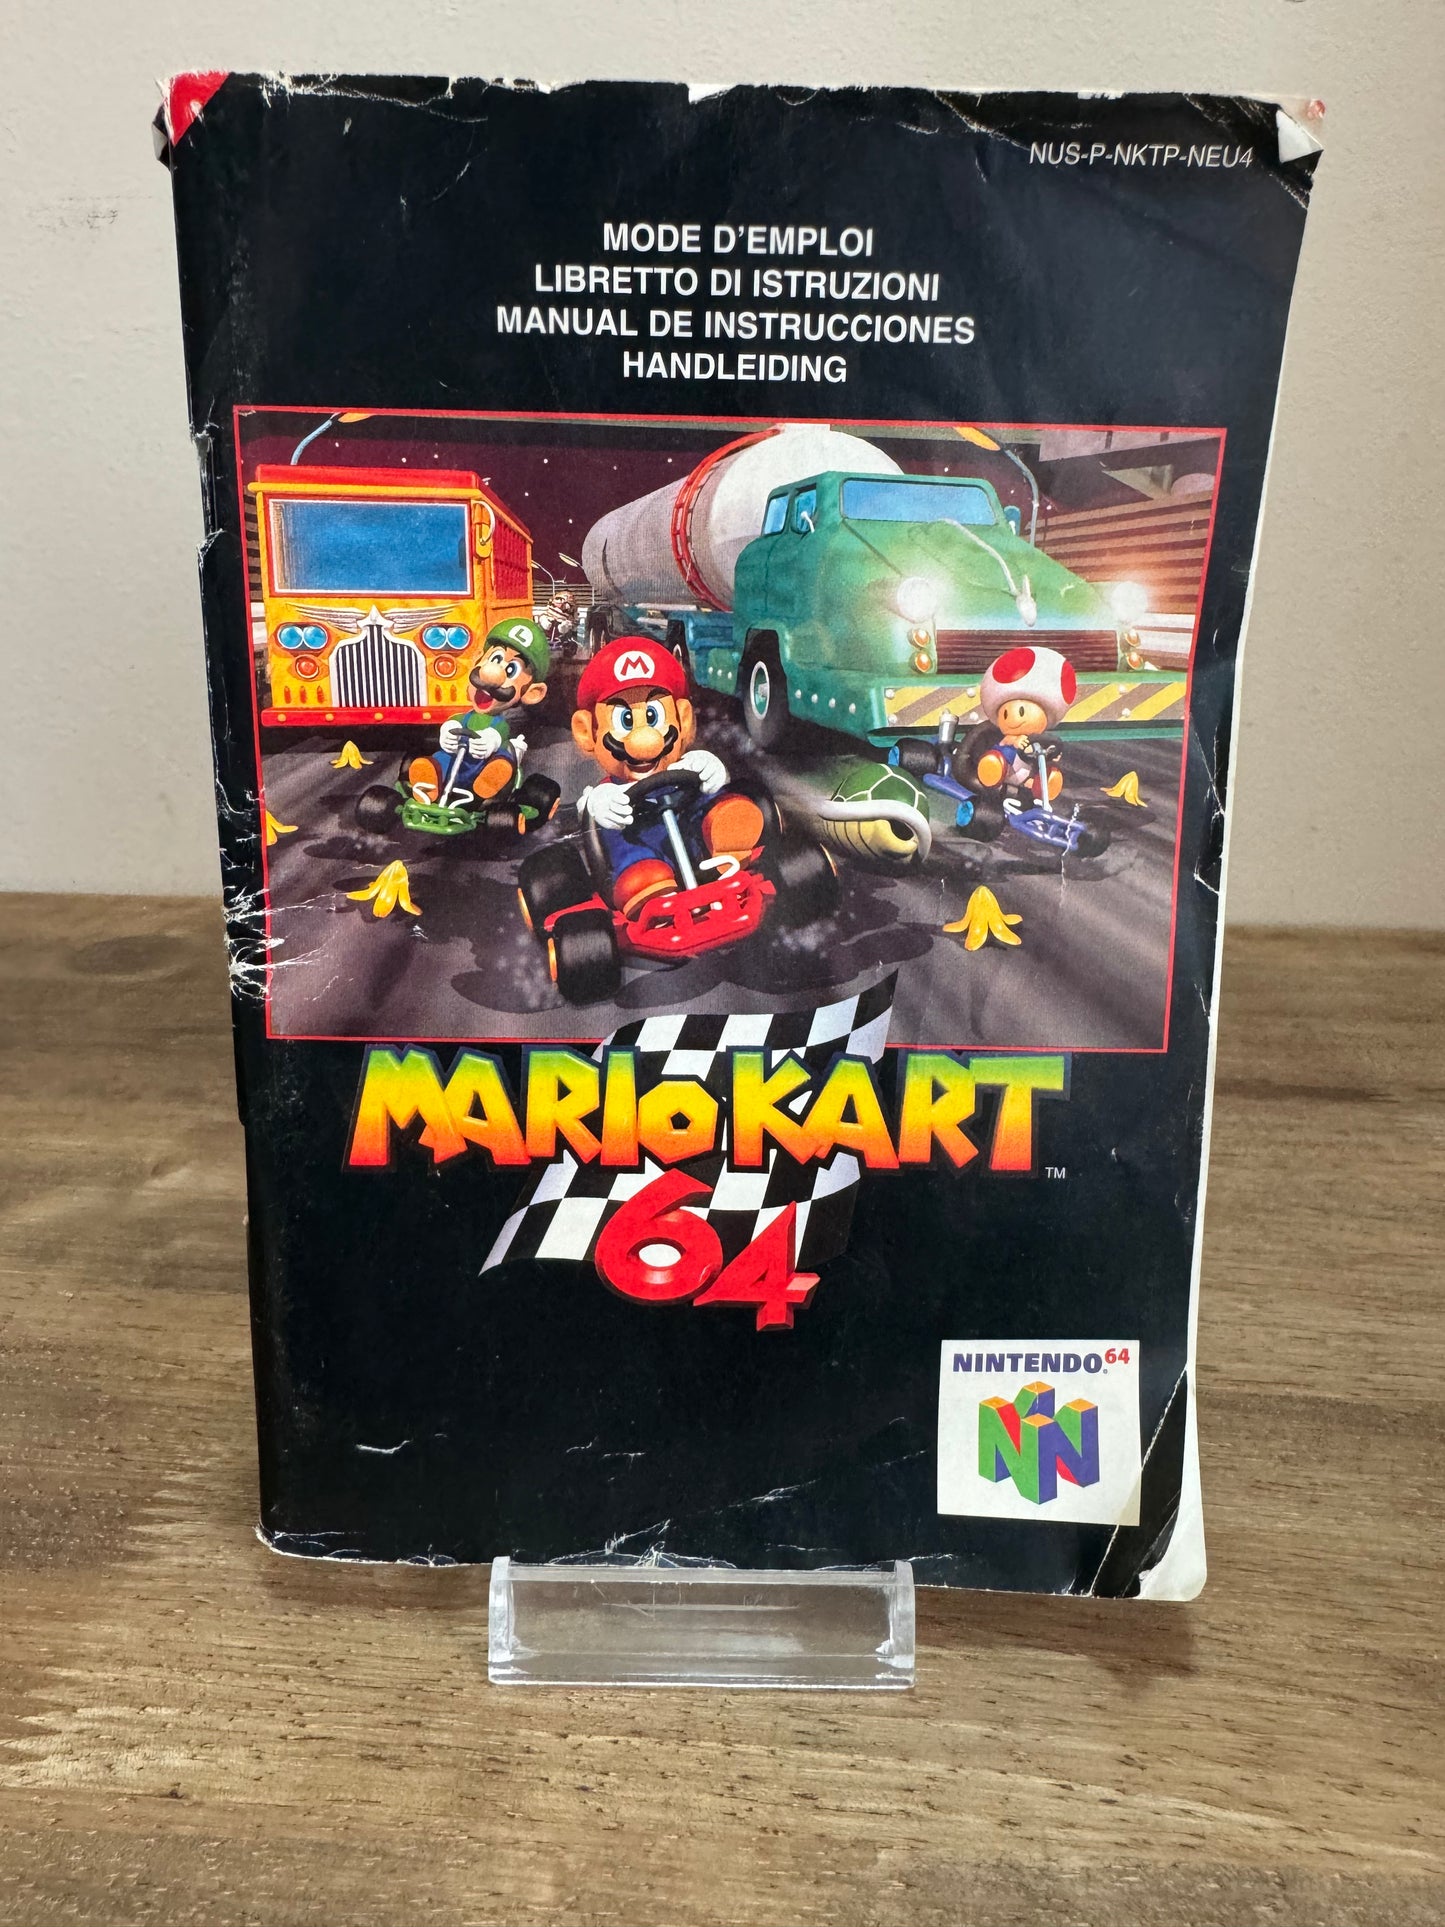 NUS-P-NKTP-NEU4
MODE D'EMPLOI
LIBRETTO DI ISTRUZIONI
MANUAL DE INSTRUCCIONES
HANDLEIDING
L
M
MARIO KART
64
TM
NINTENDO64